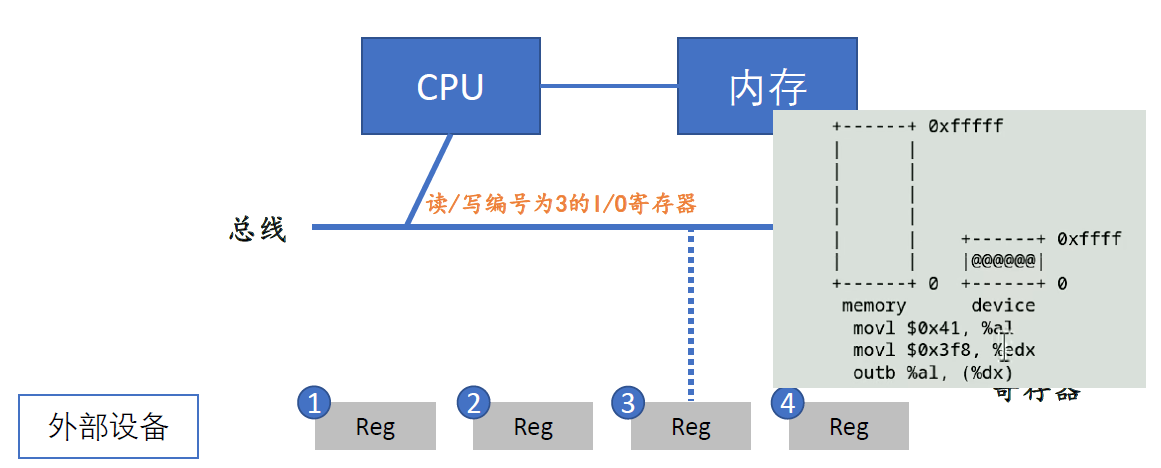 CPU
内存
读/写编号为3的I/O寄存器
总线
+------+ 0xfffff
|      |
|      |
|      |
|      |
|      |   +------+ 0xffff
|      |   |@@@@@@|
+------+ 0 +------+ 0
memory device
movl $0x41, %al
movl $0x3f8, %edx
outb %al, (%dx)
寄存器
1 2 3 4
外部设备
Reg Reg Reg Reg